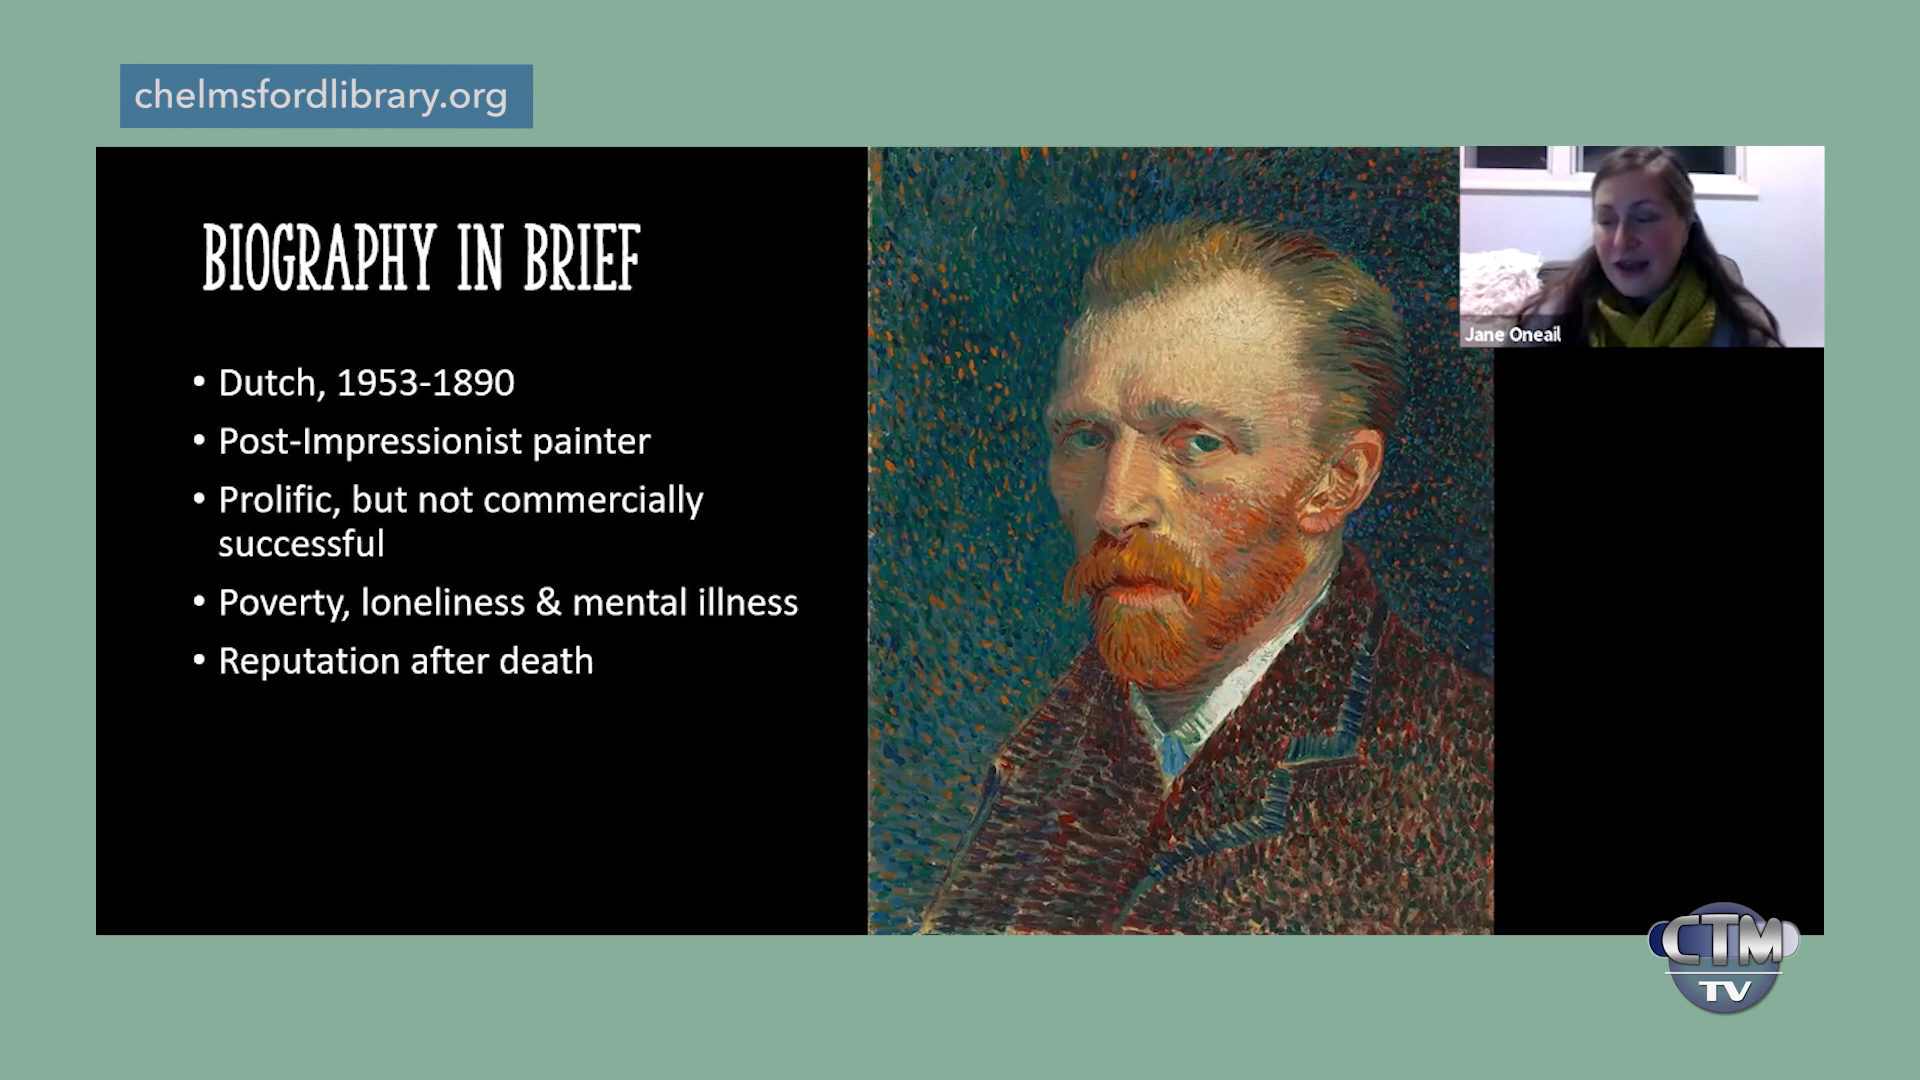 chelmsfordlibrary.org
BIOGRAPHY IN BRIEF
• Dutch, 1953-1890
• Post-Impressionist painter
• Prolific, but not commercially
successful
• Poverty, loneliness & mental illness
• Reputation after death
Jane Oneail
CTM
TV